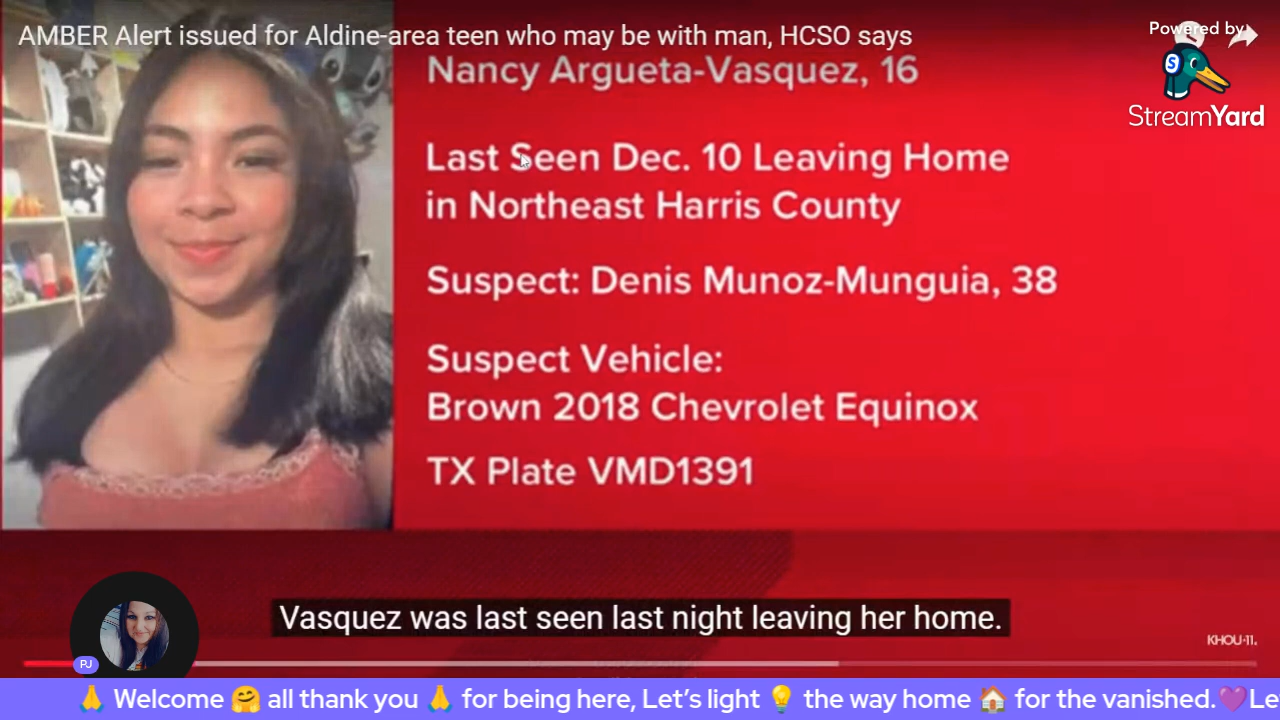 AMBER Alert issued for Aldine-area teen who may be with man, HCSO says
Powered by
StreamYard
Nancy Argueta-Vasquez, 16
Last Seen Dec. 10 Leaving Home
in Northeast Harris County
Suspect: Denis Munoz-Munguia, 38
Suspect Vehicle:
Brown 2018 Chevrolet Equinox
TX Plate VMD1391
Vasquez was last seen last night leaving her home.
KHOU·11.
PJ
🙏 Welcome 🤗 all thank you 🙏 for being here, Let's light 💡 the way home 🏠 for the vanished.💜Le